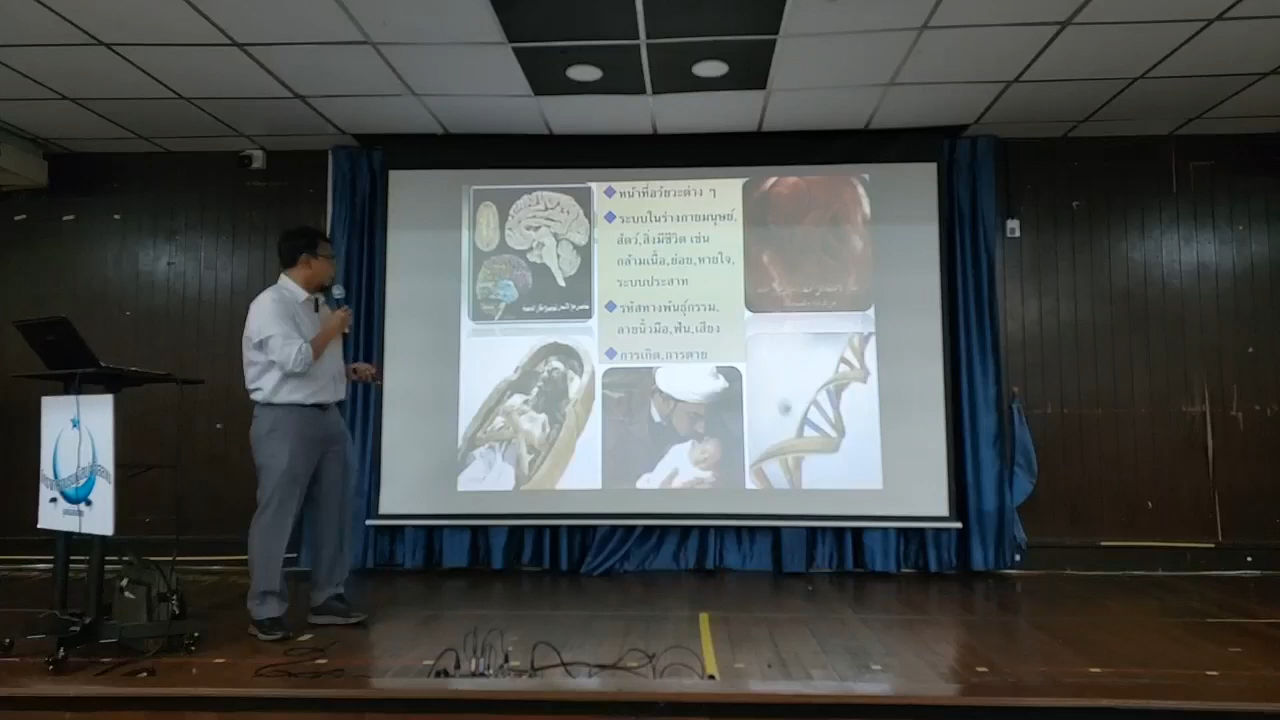 หน้าที่อวัยวะต่าง ๆ
ระบบในร่างกายมนุษย์,
สัตว์,สิ่งมีชีวิต เช่น
กล้ามเนื้อ,ย่อย,หายใจ,
ระบบประสาท
รหัสทางพันธุ์กรรม,
ลายนิ้วมือ,ฟัน,เสียง
การเกิด,การตาย